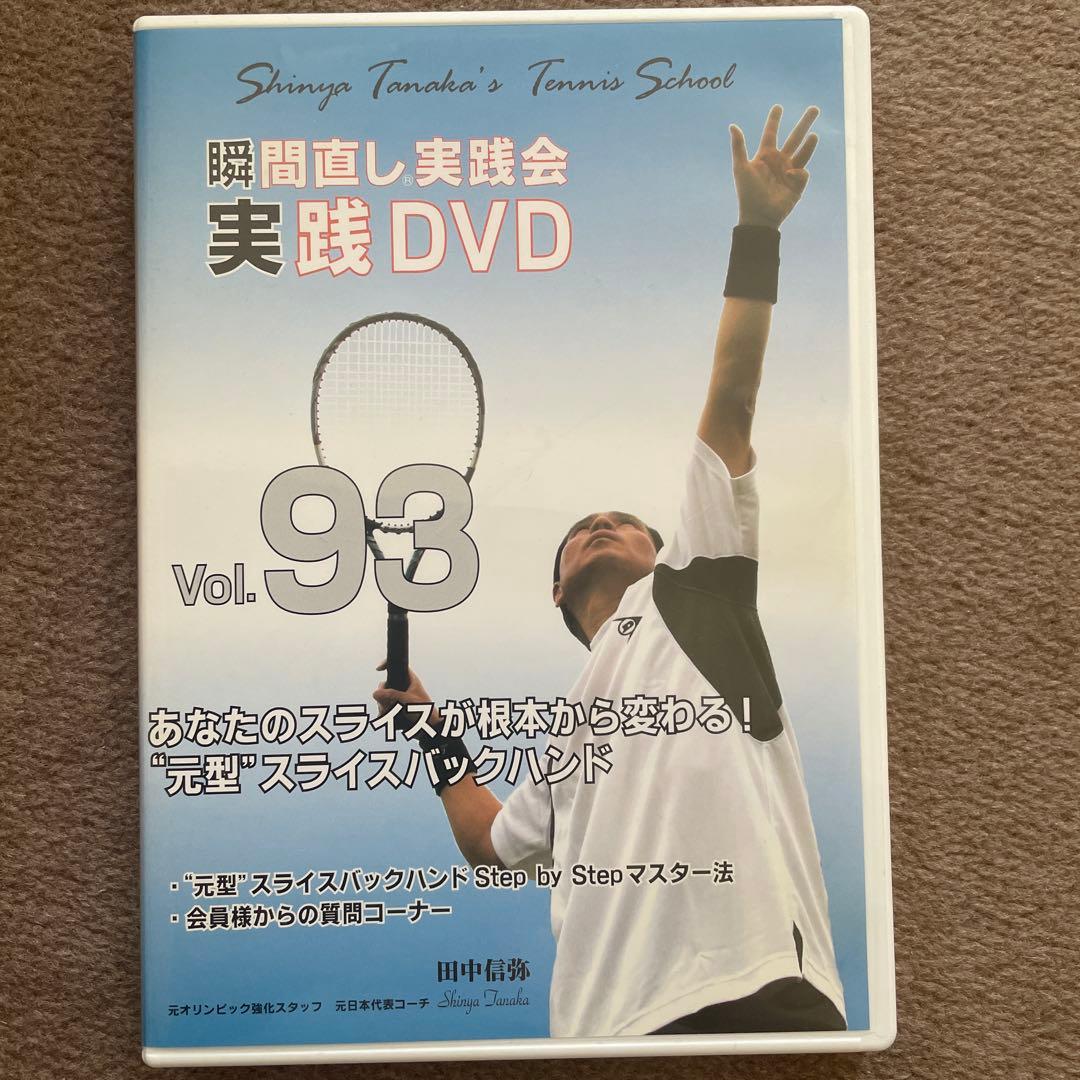 Shinya Tanaka's Tennis School
瞬間直し®実践会
実践DVD
Vol.93
あなたのスライスが根本から変わる！
“元型”スライスバックハンド
・“元型”スライスバックハンド Step by Stepマスター法
・会員様からの質問コーナー
田中信弥
Shinya Tanaka
元オリンピック強化スタッフ　元日本代表コーチ